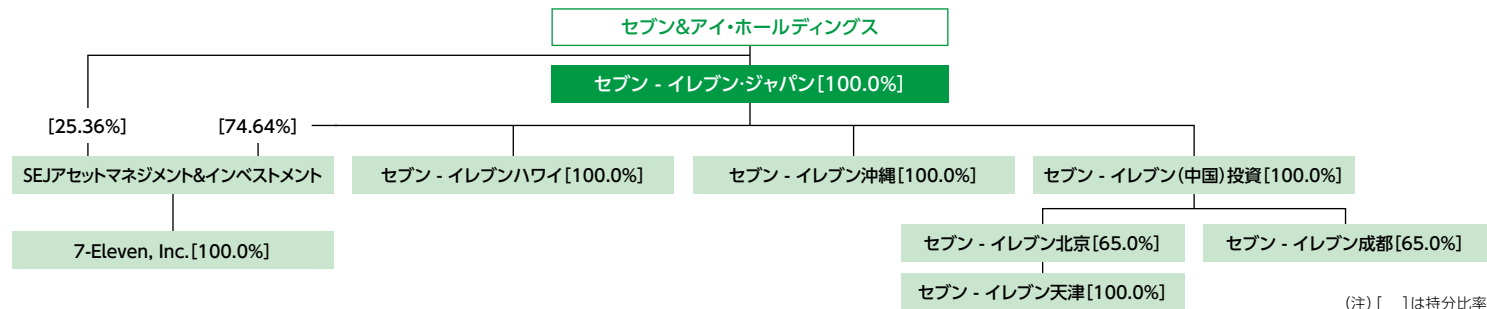 セブン&アイ・ホールディングス
セブン - イレブン・ジャパン[100.0%]
[25.36%]
[74.64%]
SEJアセットマネジメント&インベストメント
セブン - イレブンハワイ[100.0%]
セブン - イレブン沖縄[100.0%]
セブン - イレブン(中国)投資[100.0%]
7-Eleven, Inc.[100.0%]
セブン - イレブン北京[65.0%]
セブン - イレブン成都[65.0%]
セブン - イレブン天津[100.0%]
(注)[　]は持分比率